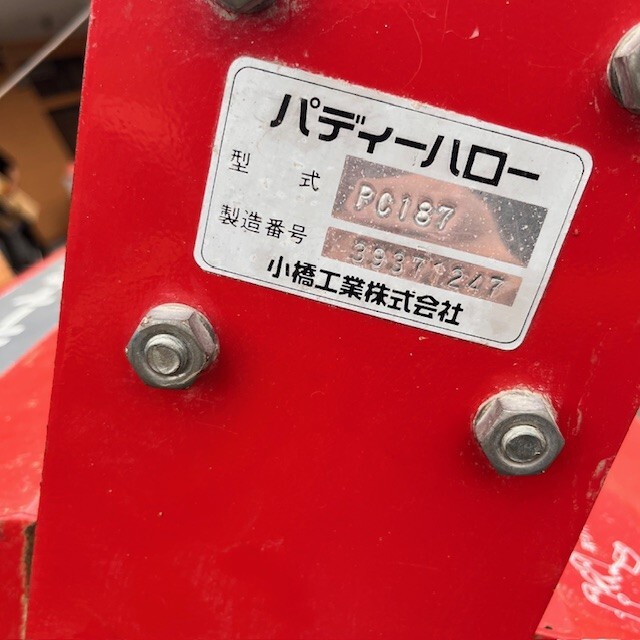 パディーハロー
型式 PC187
製造番号 39371247
小橋工業株式会社